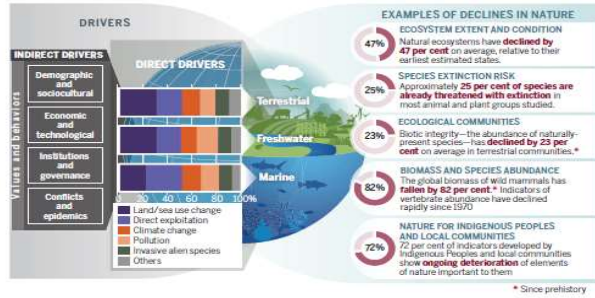 DRIVERS
INDIRECT DRIVERS
Values and behaviors
Demographic
and
sociocultural
Economic
and
technological
Institutions
and
governance
Conflicts
and
epidemics
DIRECT DRIVERS
Terrestrial
Freshwater
Marine
0 20 40 60 80 100%
Land/sea use change
Direct exploitation
Climate change
Pollution
Invasive alien species
Others
EXAMPLES OF DECLINES IN NATURE
47%
ECOSYSTEM EXTENT AND CONDITION
Natural ecosystems have declined by
47 per cent on average, relative to their
earliest estimated states.
25%
SPECIES EXTINCTION RISK
Approximately 25 per cent of species are
already threatened with extinction in
most animal and plant groups studied.
23%
ECOLOGICAL COMMUNITIES
Biotic integrity—the abundance of naturally-
present species—has declined by 23 per
cent on average in terrestrial communities.*
82%
BIOMASS AND SPECIES ABUNDANCE
The global biomass of wild mammals has
fallen by 82 per cent.* Indicators of
vertebrate abundance have declined
rapidly since 1970
72%
NATURE FOR INDIGENOUS PEOPLES
AND LOCAL COMMUNITIES
72 per cent of indicators developed by
Indigenous Peoples and local communities
show ongoing deterioration of elements
of nature important to them
* Since prehistory